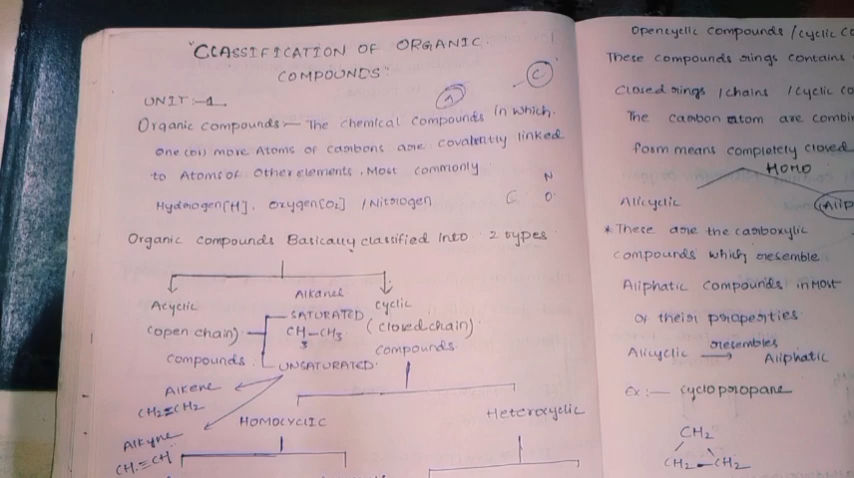 "CLASSIFICATION OF ORGANIC
COMPOUNDS"
UNIT:-1
C
Organic compounds — The chemical compounds in which
one (or) more Atoms of carbons are covalently linked
to Atoms of Other elements. Most commonly
Hydrogen[H], Oxygen[O2] / Nitrogen
N
C O
Organic compounds Basically classified into 2 types
Acyclic
(open chain)
compounds
Alkanes
SATURATED
CH3-CH3
UNSATURATED
cyclic
(closed chain)
compounds
Alkene
CH2=CH2
Alkyne
CH≡CH
HOMOCYCLIC
Heterocyclic
Opencyclic compounds / cyclic co
These compounds rings contains
Closed rings / chains / cyclic co
The carbon atom are combin
form means completely closed
HOMO
Alicyclic
Alip
* These are the carboxylic
compounds which resemble
Aliphatic compounds in most
of their properties
Alicyclic resembles → Aliphatic
Ex:— cyclopropane
CH2
CH2—CH2